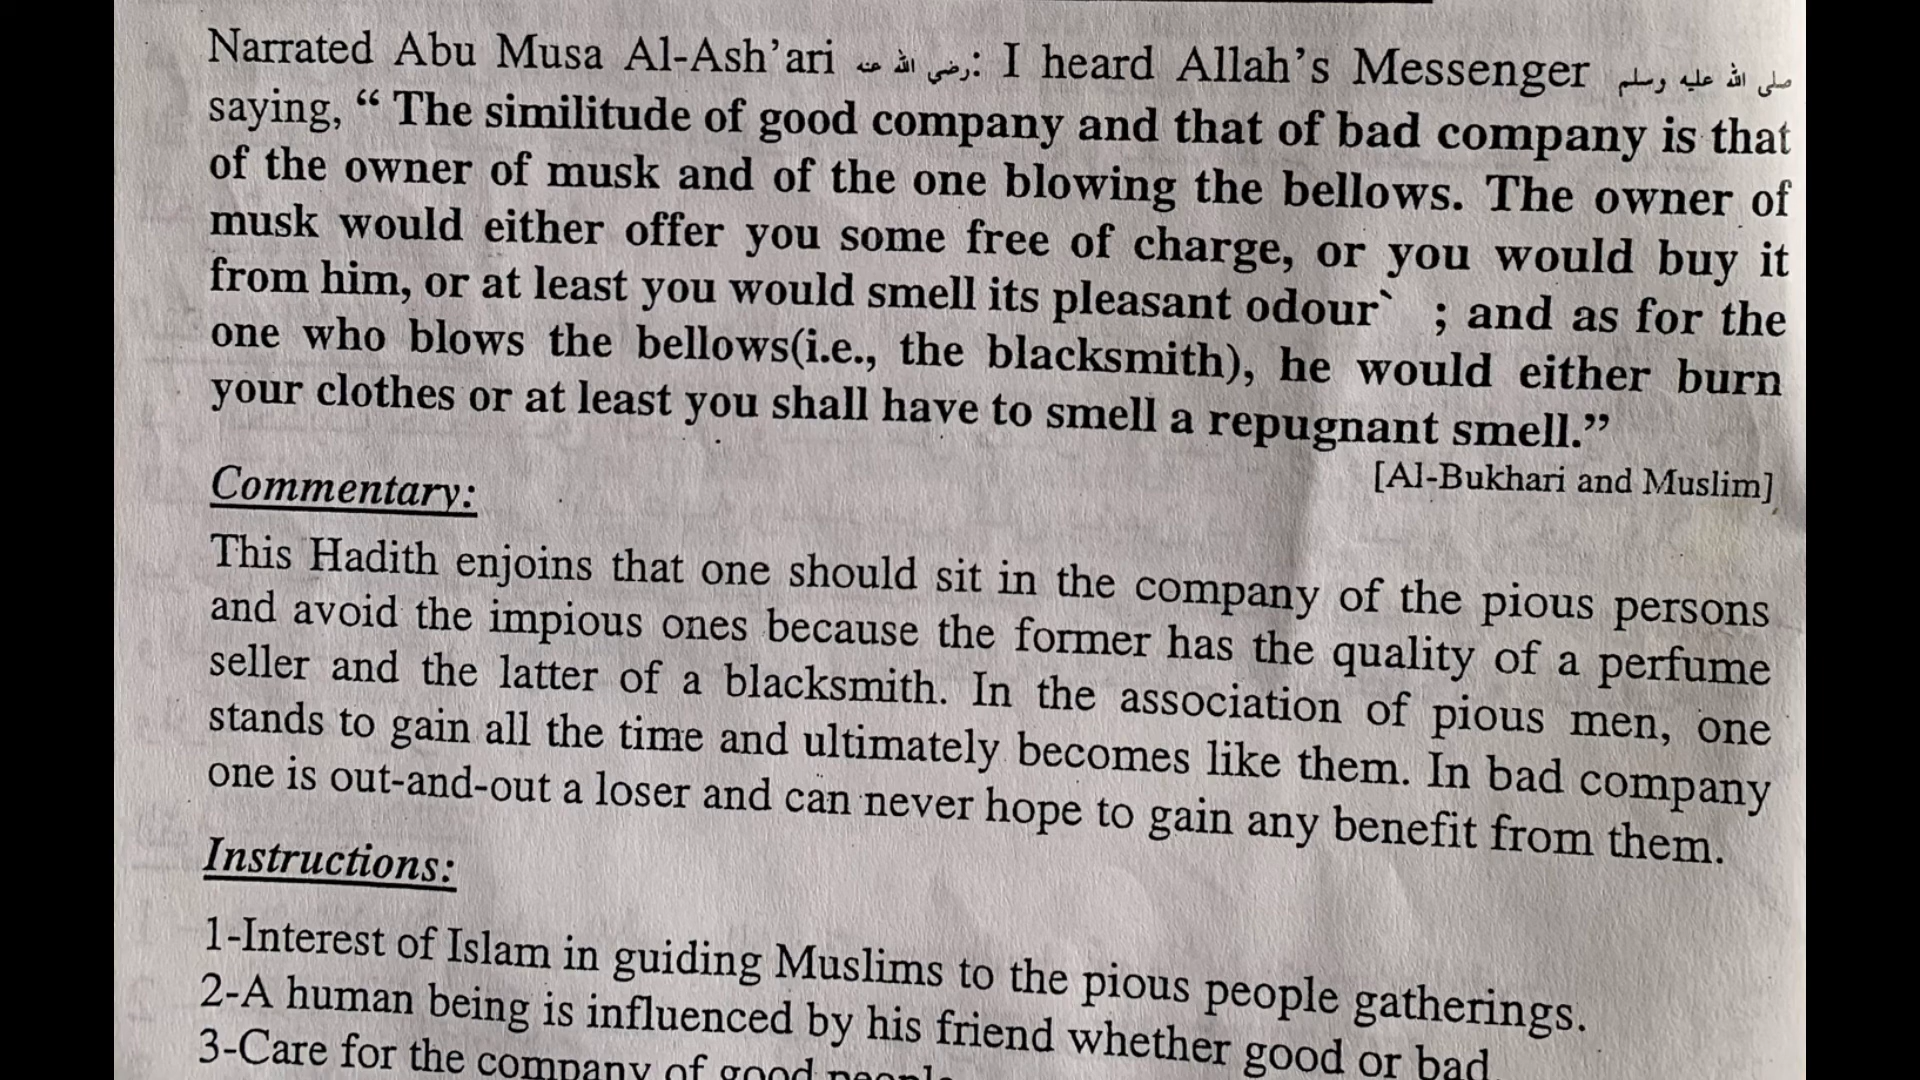 Narrated Abu Musa Al-Ash’ari رضي الله عنه: I heard Allah’s Messenger صلى الله عليه وسلم
saying, “ The similitude of good company and that of bad company is that
of the owner of musk and of the one blowing the bellows. The owner of
musk would either offer you some free of charge, or you would buy it
from him, or at least you would smell its pleasant odour` ; and as for the
one who blows the bellows(i.e., the blacksmith), he would either burn
your clothes or at least you shall have to smell a repugnant smell.”
[Al-Bukhari and Muslim]
Commentary:
This Hadith enjoins that one should sit in the company of the pious persons
and avoid the impious ones because the former has the quality of a perfume
seller and the latter of a blacksmith. In the association of pious men, one
stands to gain all the time and ultimately becomes like them. In bad company
one is out-and-out a loser and can never hope to gain any benefit from them.
Instructions:
1-Interest of Islam in guiding Muslims to the pious people gatherings.
2-A human being is influenced by his friend whether good or bad.
3-Care for the company of good people